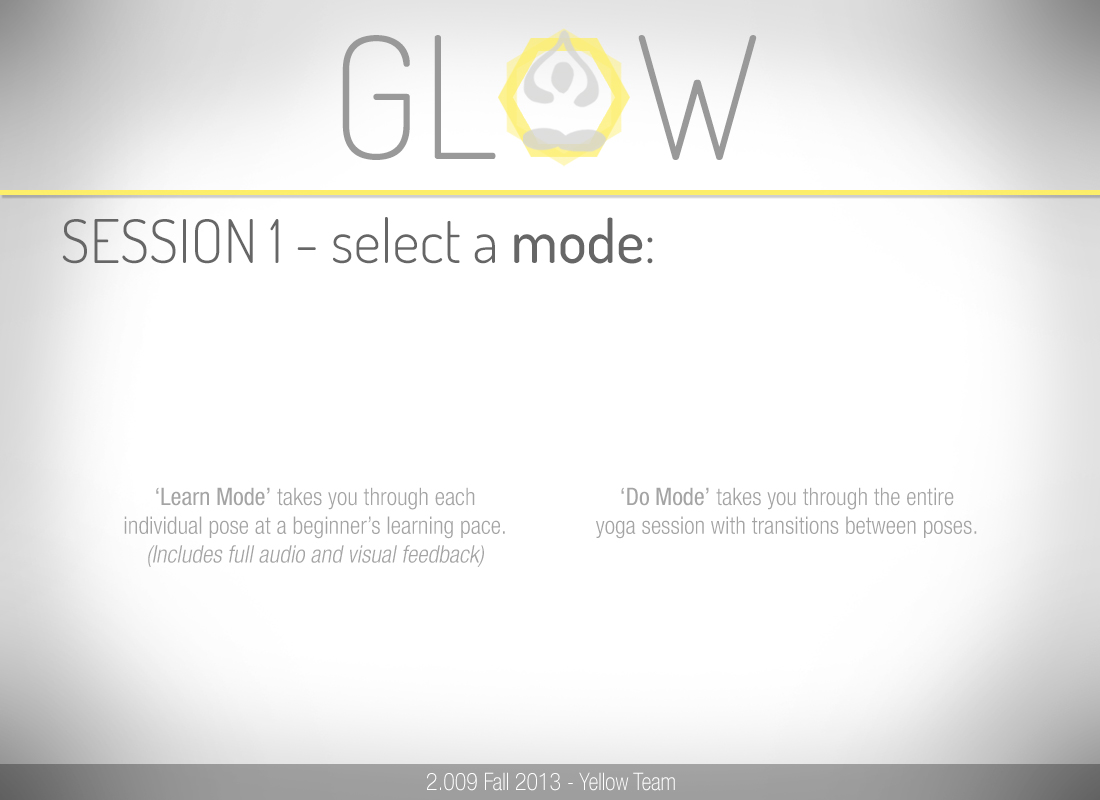 GLOW
SESSION 1 – select a mode:
‘Learn Mode’ takes you through each
individual pose at a beginner’s learning pace.
(Includes full audio and visual feedback)
‘Do Mode’ takes you through the entire
yoga session with transitions between poses.
2.009 Fall 2013 - Yellow Team